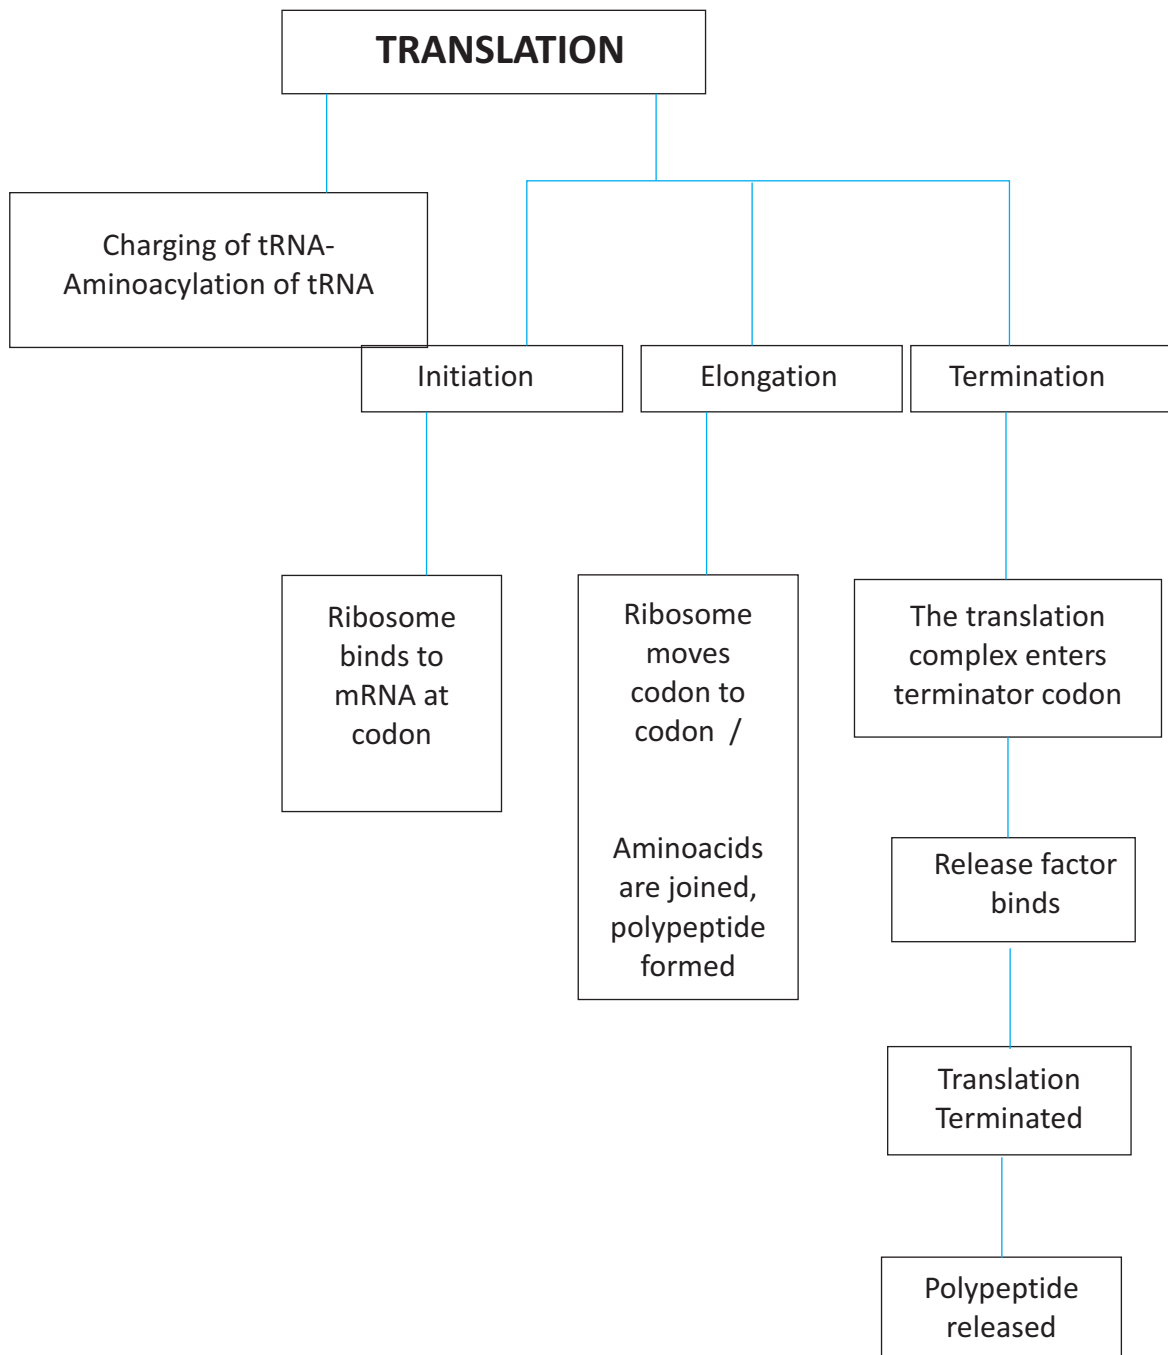 TRANSLATION
Charging of tRNA-
Aminoacylation of tRNA
Initiation
Elongation
Termination
Ribosome
binds to
mRNA at
codon
Ribosome
moves
codon to
codon /
Aminoacids
are joined,
polypeptide
formed
The translation
complex enters
terminator codon
Release factor
binds
Translation
Terminated
Polypeptide
released